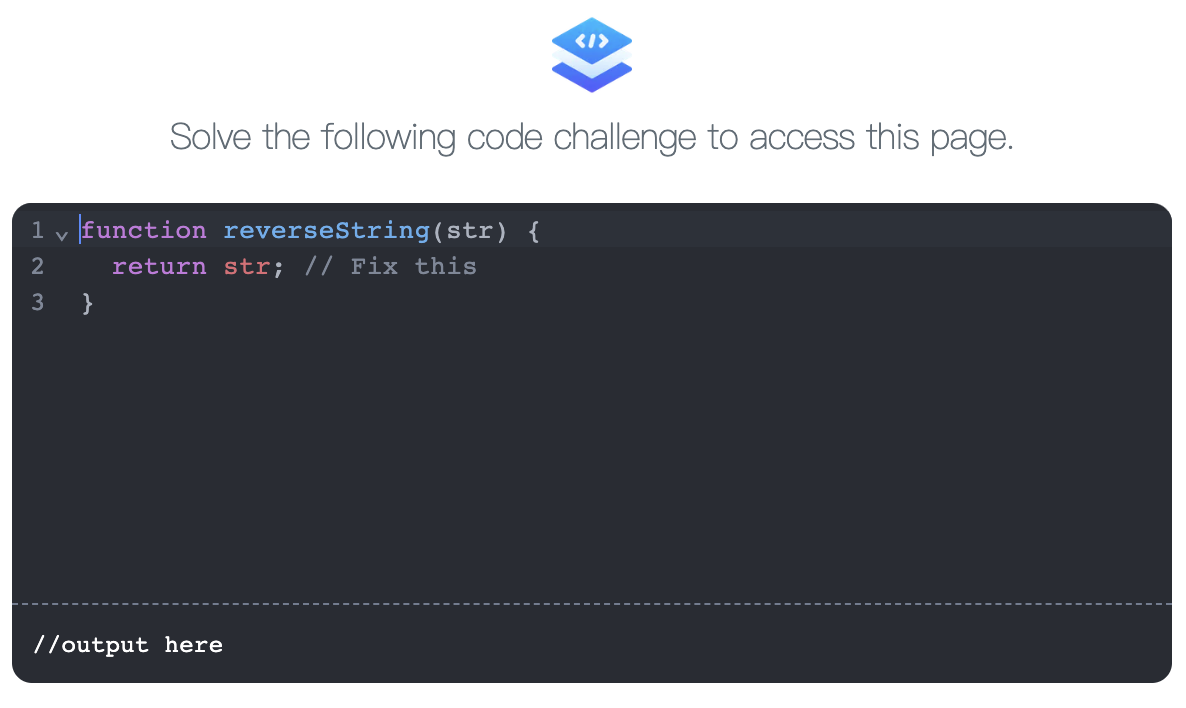 </>
Solve the following code challenge to access this page.
1 function reverseString(str) {
2 return str; // Fix this
3 }
//output here